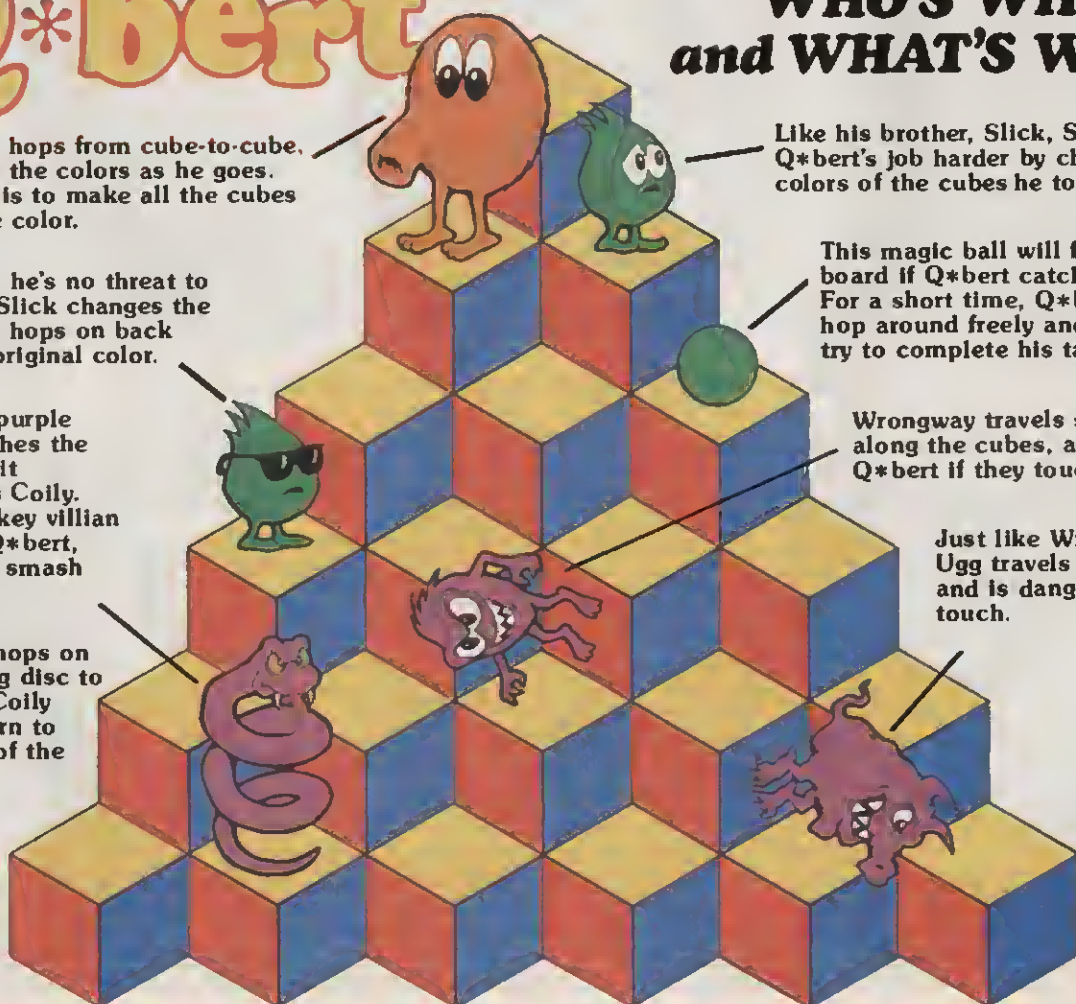 *bert
WHO'S WH
and WHAT'S W
hops from cube-to-cube,
the colors as he goes.
is to make all the cubes
color.
he's no threat to
Slick changes the
hops on back
original color.
purple
hes the
it
s Coily.
key villian
*bert,
smash
hops on
g disc to
Coily
rn to
of the
Like his brother, Slick, S
Q*bert's job harder by ch
colors of the cubes he to
This magic ball will f
board if Q*bert catch
For a short time, Q*b
hop around freely and
try to complete his ta
Wrongway travels s
along the cubes, a
Q*bert if they touc
Just like W
Ugg travels
and is dang
touch.